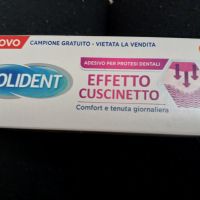 OVO
CAMPIONE GRATUITO - VIETATA LA VENDITA
OLIDENT
ADESIVO PER PROTESI DENTALI
EFFETTO
CUSCINETTO
Comfort e tenuta giornaliera